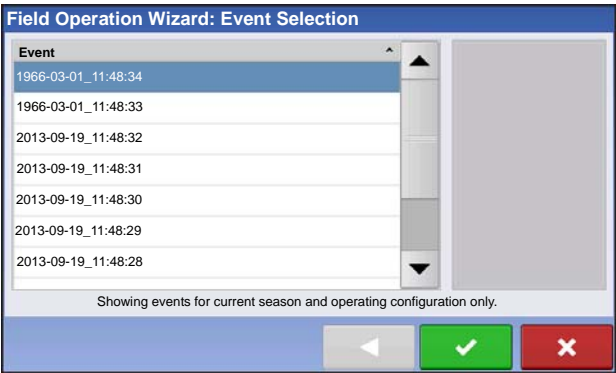 Field Operation Wizard: Event Selection
Event
1966-03-01_11:48:34
1966-03-01_11:48:33
2013-09-19_11:48:32
2013-09-19_11:48:31
2013-09-19_11:48:30
2013-09-19_11:48:29
2013-09-19_11:48:28
Showing events for current season and operating configuration only.